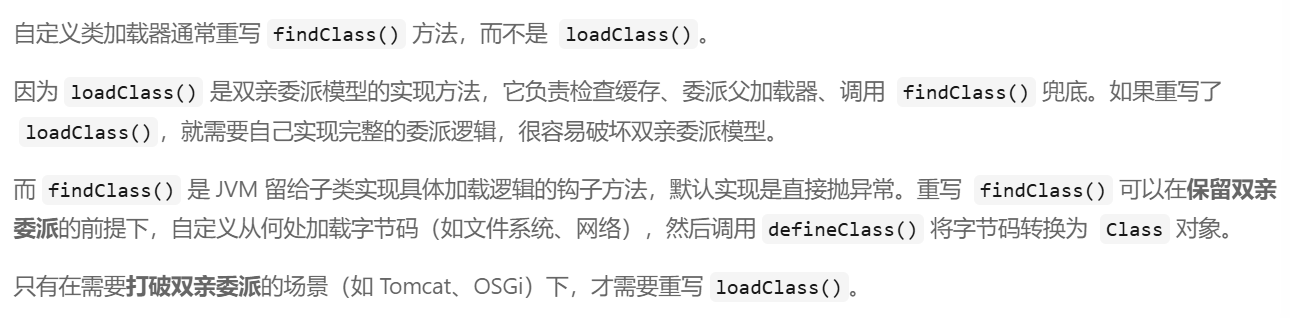 自定义类加载器通常重写 findClass() 方法，而不是 loadClass()。
因为 loadClass() 是双亲委派模型的实现方法，它负责检查缓存、委派父加载器、调用 findClass() 兜底。如果重写了
loadClass()，就需要自己实现完整的委派逻辑，很容易破坏双亲委派模型。
而 findClass() 是 JVM 留给子类实现具体加载逻辑的钩子方法，默认实现是直接抛异常。重写 findClass() 可以在保留双亲
委派的前提下，自定义从何处加载字节码（如文件系统、网络），然后调用 defineClass() 将字节码转换为 Class 对象。
只有在需要打破双亲委派的场景（如 Tomcat、OSGi）下，才需要重写 loadClass()。